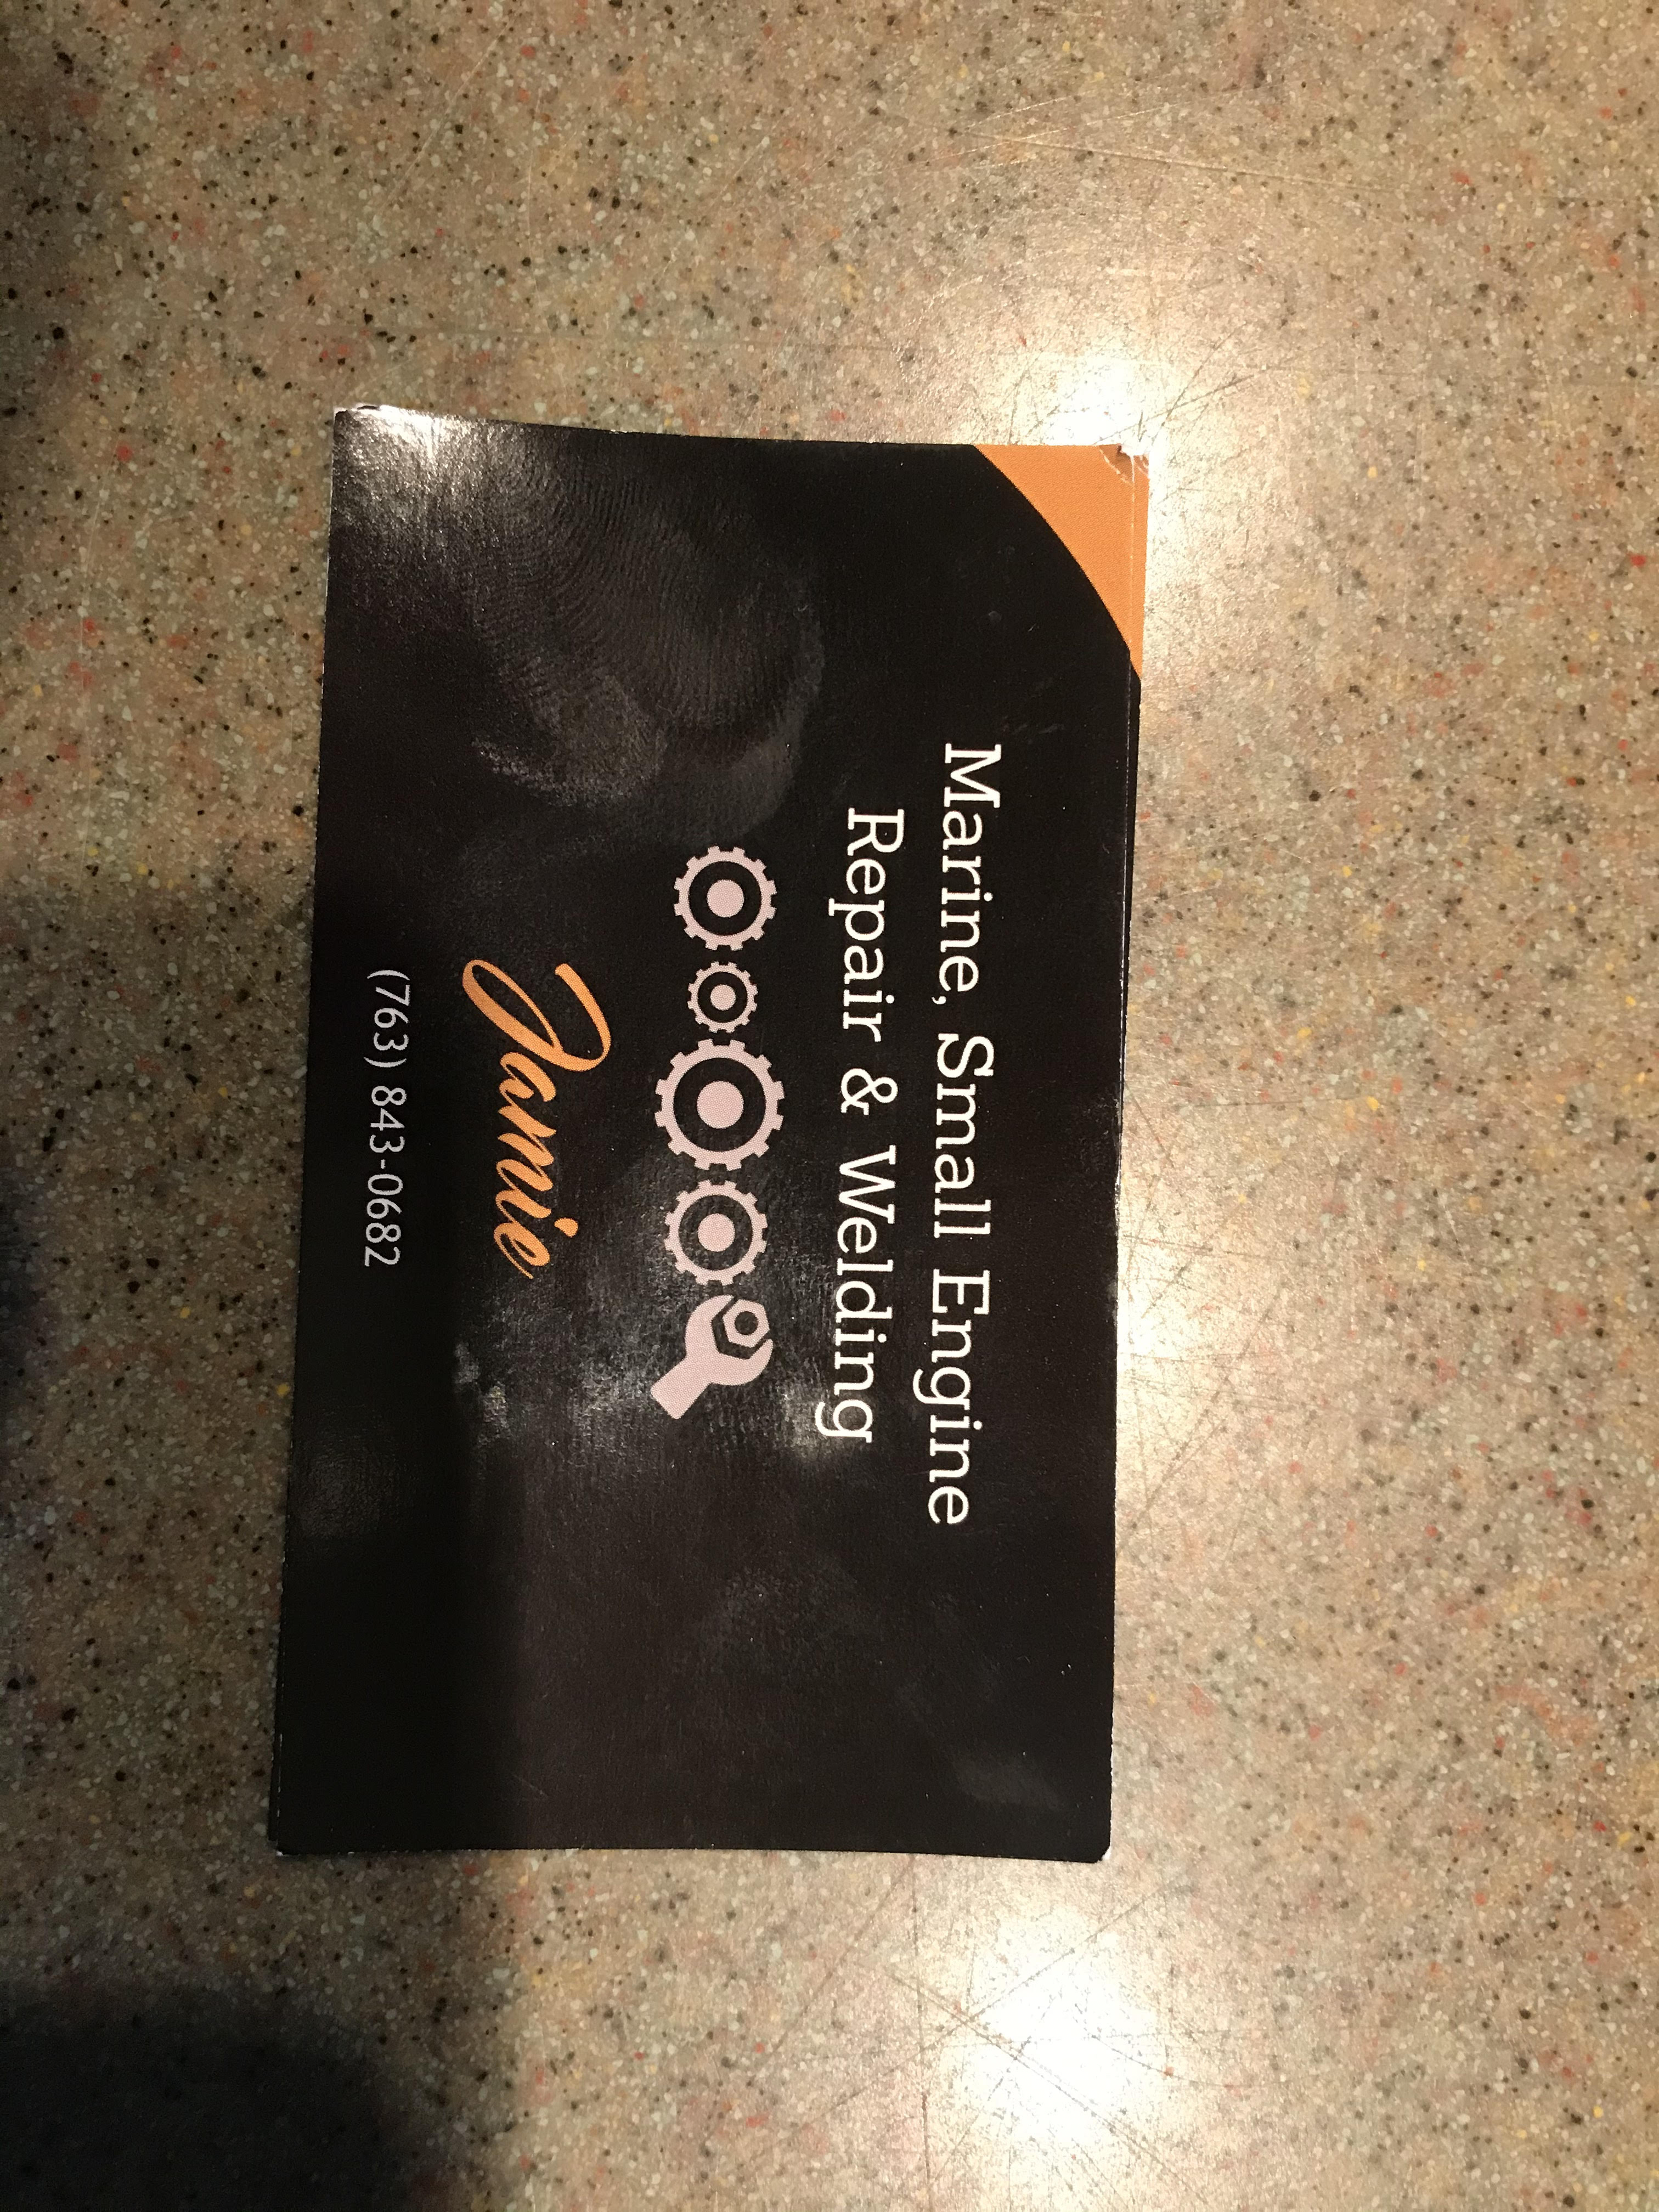 Marine, Small Engine
Repair & Welding
Jamie
(763) 843-0682